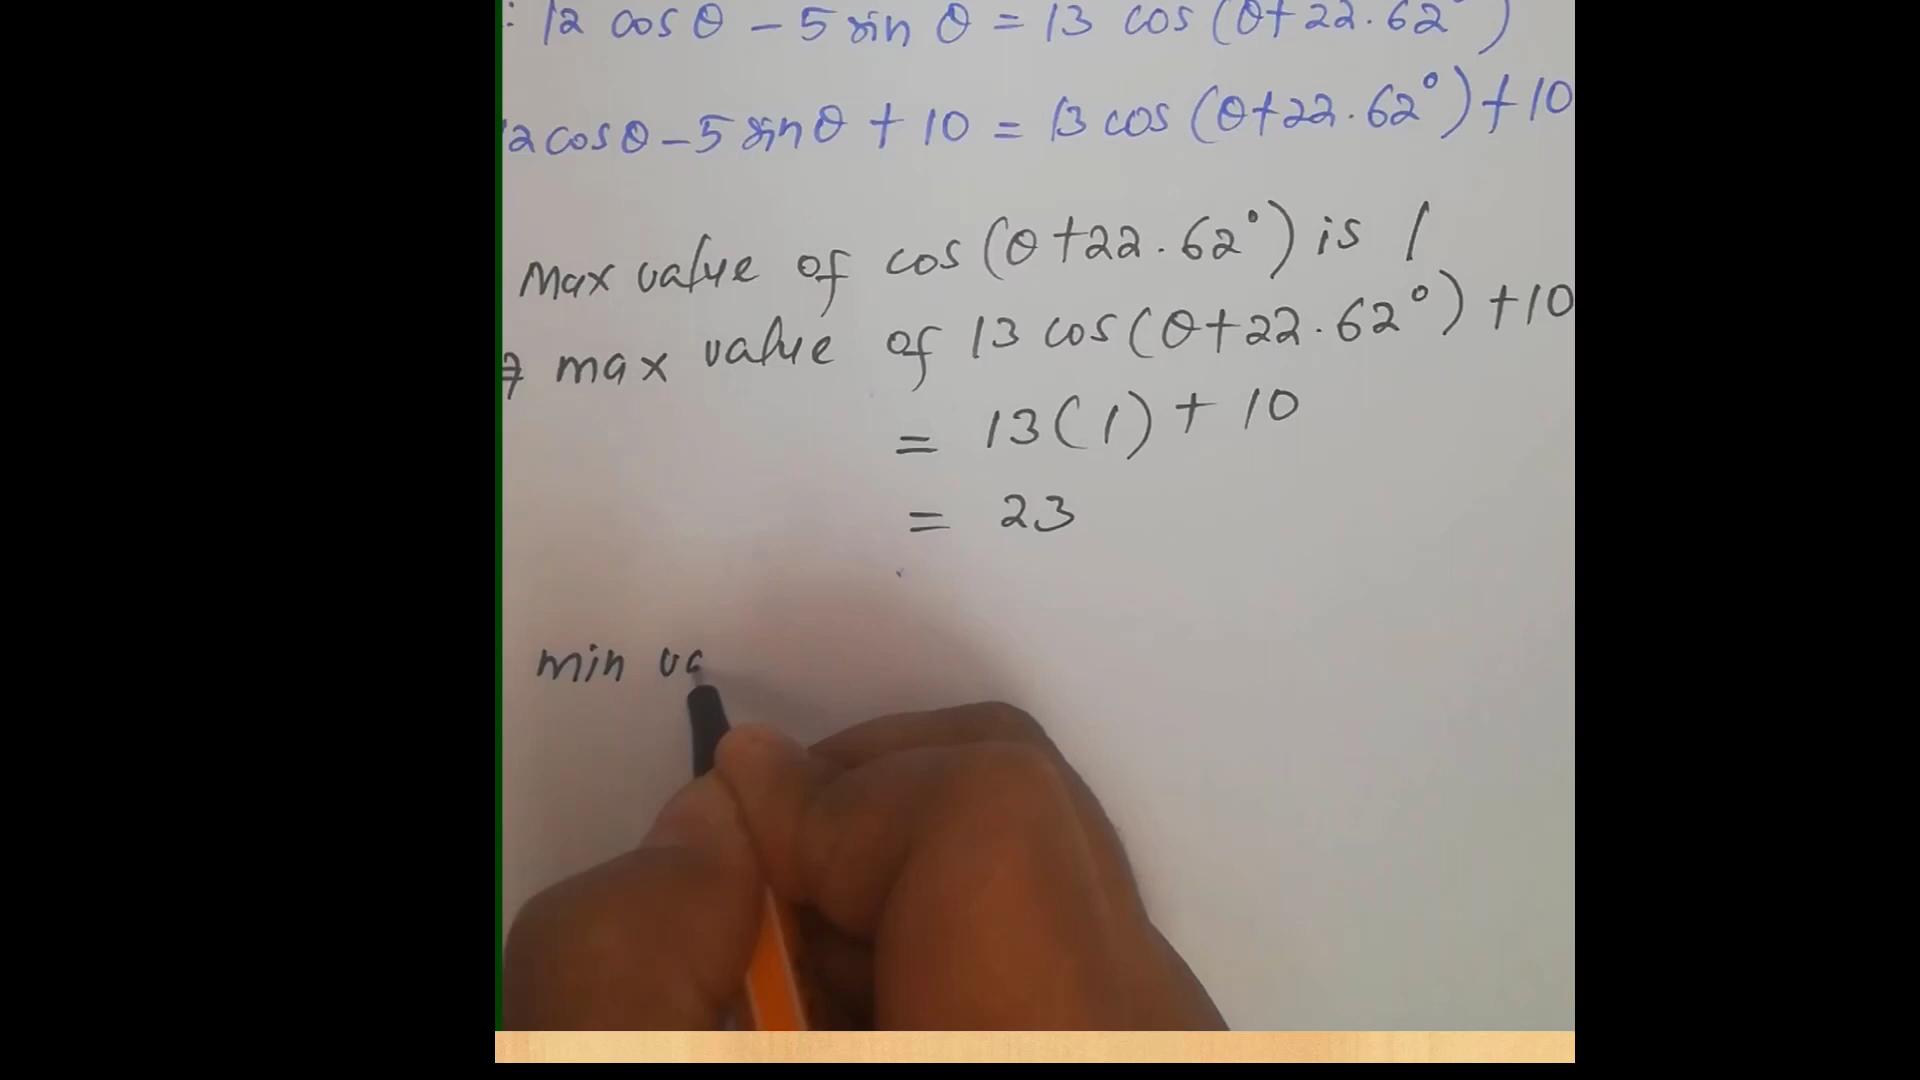 : 12 cos θ - 5 sin θ = 13 cos (θ+22.62°)
2 cos θ - 5 sin θ + 10 = 13 cos (θ+22.62°) + 10
Max value of cos (θ+22.62°) is 1
⇒ max value of 13 cos (θ+22.62°) + 10
= 13(1) + 10
= 23
min va